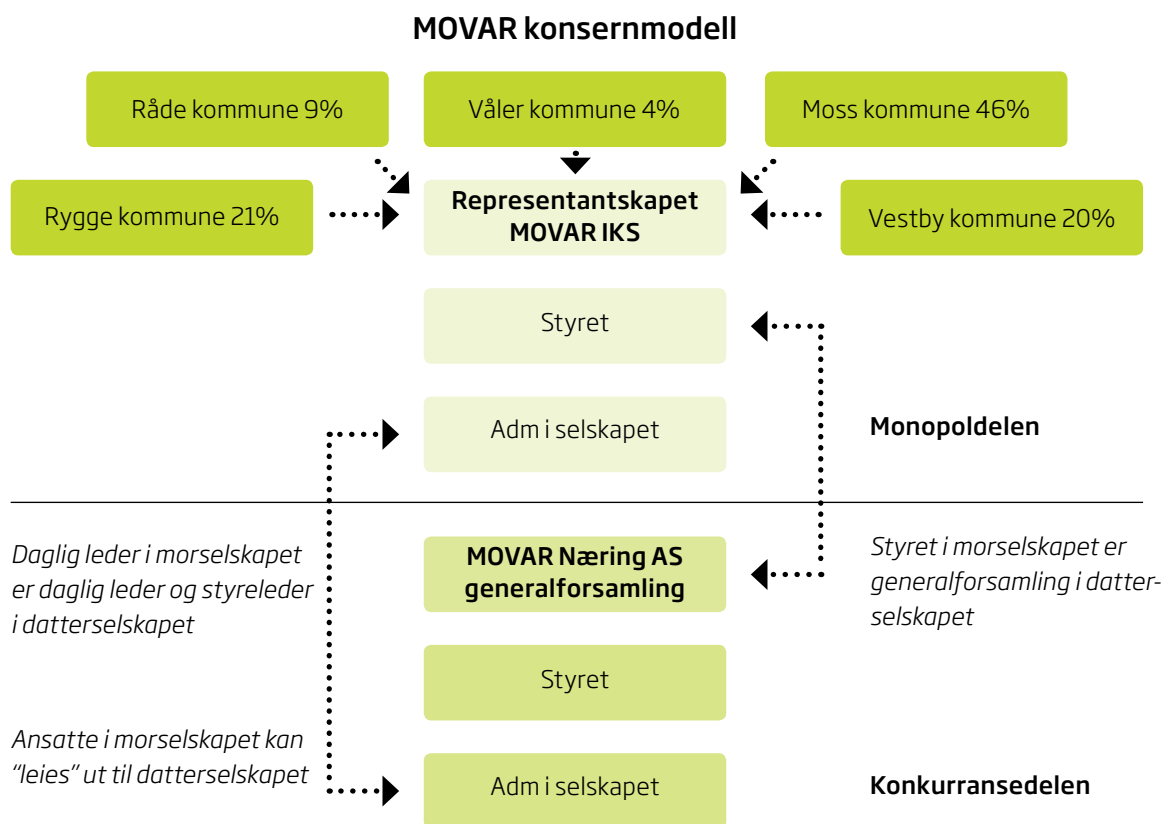 MOVAR konsernmodell
Råde kommune 9%
Våler kommune 4%
Moss kommune 46%
Rygge kommune 21%
Representantskapet
MOVAR IKS
Vestby kommune 20%
Styret
Adm i selskapet
Monopoldelen
Daglig leder i morselskapet
er daglig leder og styreleder
i datterselskapet
MOVAR Næring AS
generalforsamling
Styret i morselskapet er
generalforsamling i datter-
selskapet
Styret
Ansatte i morselskapet kan
”leies” ut til datterselskapet
Adm i selskapet
Konkurransedelen